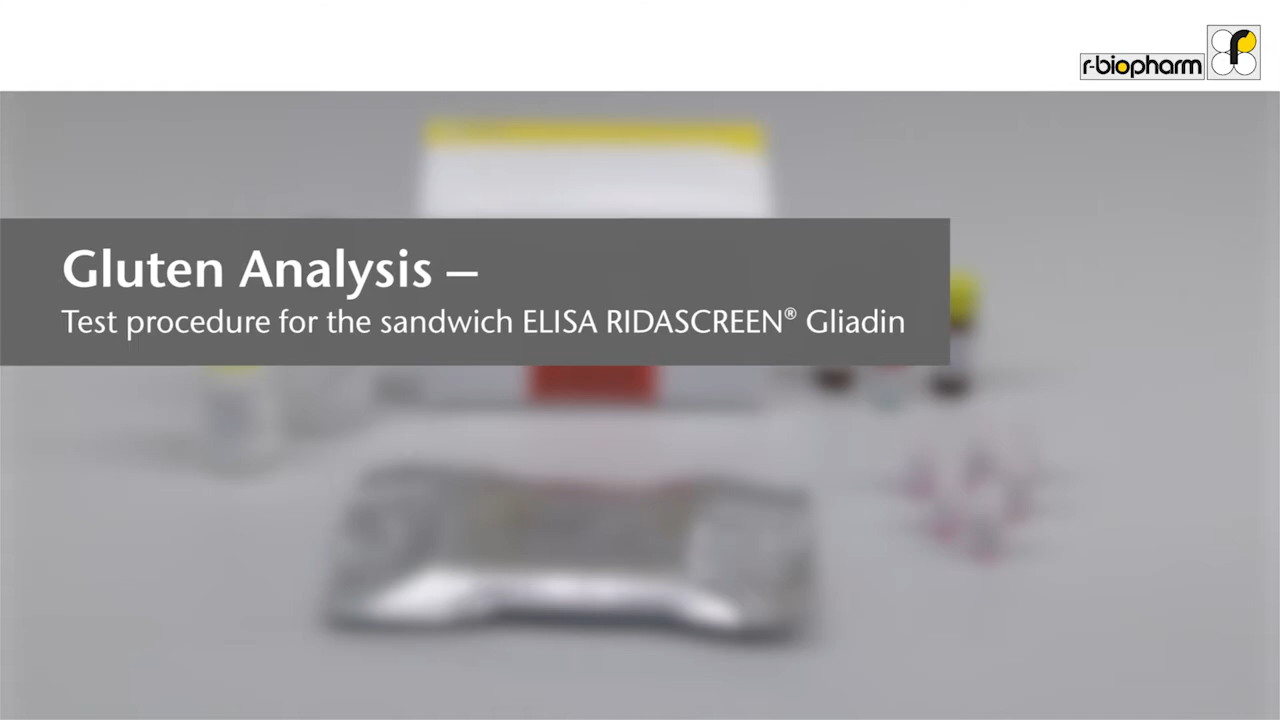 r-biopharm
Gluten Analysis –
Test procedure for the sandwich ELISA RIDASCREEN® Gliadin